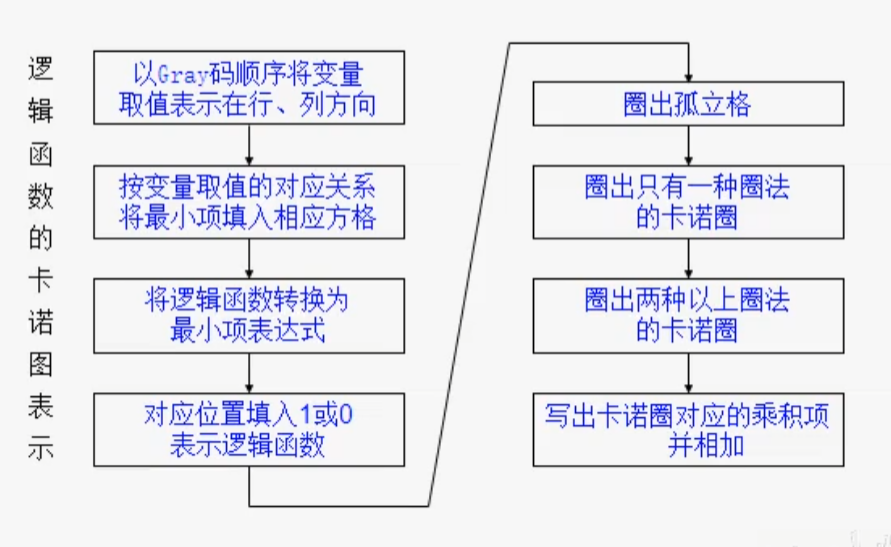 逻辑函数的卡诺图表示
以Gray码顺序将变量
取值表示在行、列方向
按变量取值的对应关系
将最小项填入相应方格
将逻辑函数转换为
最小项表达式
对应位置填入1或0
表示逻辑函数
圈出孤立格
圈出只有一种圈法
的卡诺圈
圈出两种以上圈法
的卡诺圈
写出卡诺圈对应的乘积项
并相加